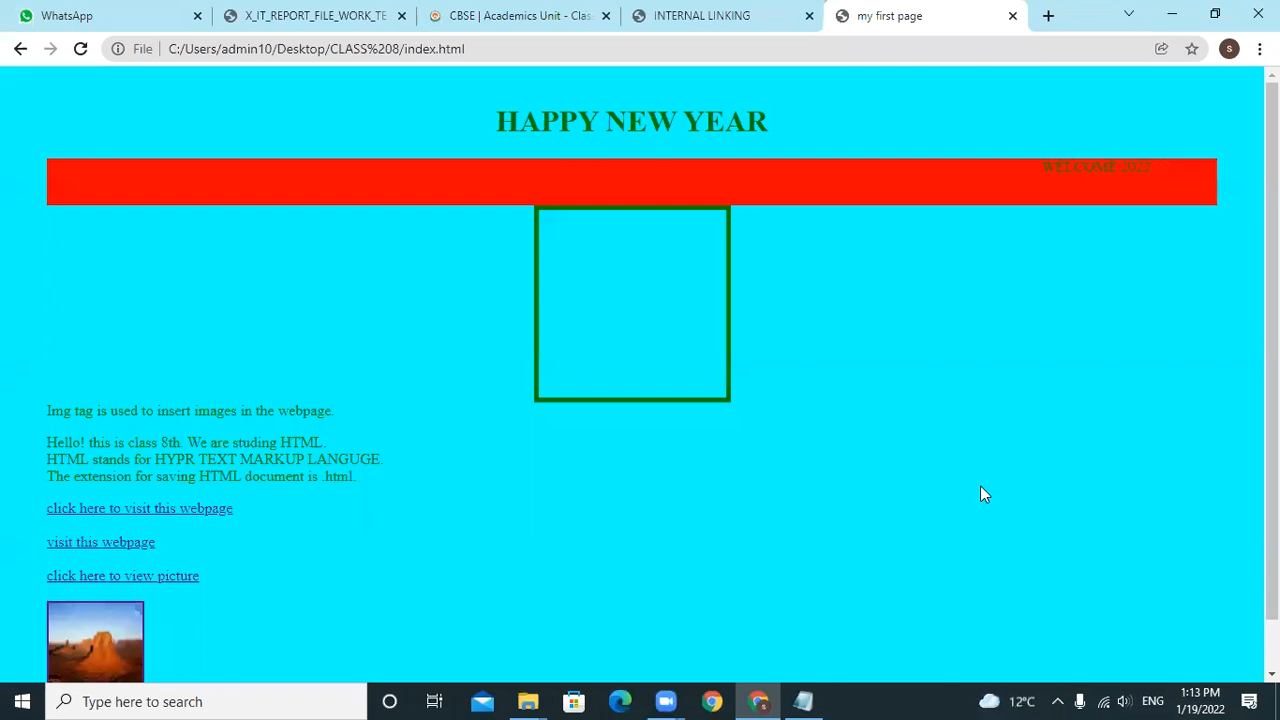 WhatsApp
X_IT_REPORT_FILE_WORK_TE
CBSE | Academics Unit - Clas
INTERNAL LINKING
my first page
File
C:/Users/admin10/Desktop/CLASS%208/index.html
S
HAPPY NEW YEAR
WELCOME 2022
Img tag is used to insert images in the webpage.
Hello! this is class 8th. We are studing HTML.
HTML stands for HYPR TEXT MARKUP LANGUGE.
The extension for saving HTML document is .html.
click here to visit this webpage
visit this webpage
click here to view picture
Type here to search
12°C
ENG
1:13 PM
1/19/2022